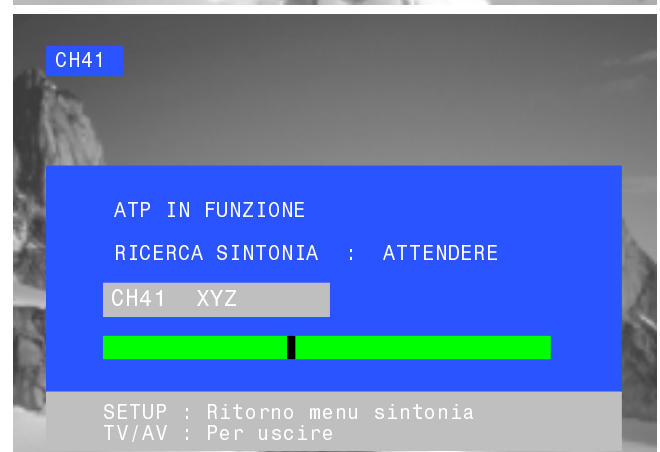 CH41
ATP IN FUNZIONE
RICERCA SINTONIA : ATTENDERE
CH41 XYZ
SETUP : Ritorno menu sintonia
TV/AV : Per uscire